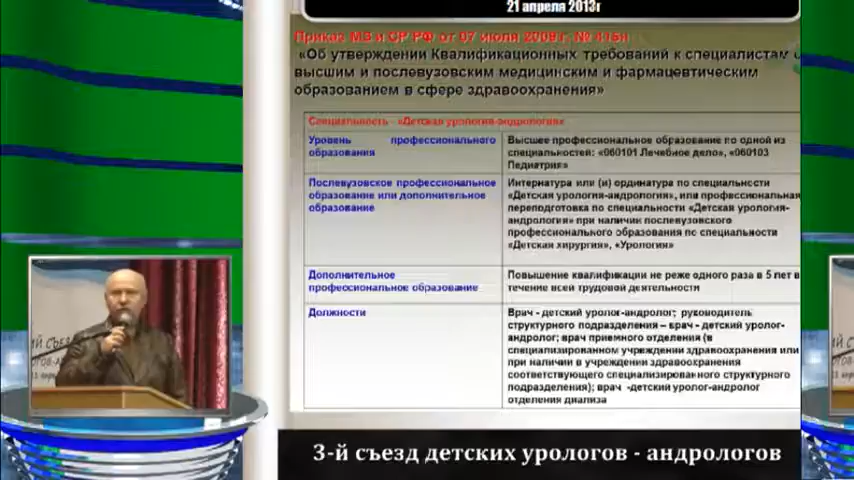 21 апреля 2013г
Приказ МЗ и СР РФ от 07 июля 2009 г. № 415н
«Об утверждении Квалификационных требований к специалистам с
высшим и послевузовским медицинским и фармацевтическим
образованием в сфере здравоохранения»
Специальность - «Детская урология-андрология»
Уровень профессионального
образования
Высшее профессиональное образование по одной из
специальностей: «060101 Лечебное дело», «060103
Педиатрия»
Послевузовское профессиональное
образование или дополнительное
образование
Интернатура или (и) ординатура по специальности
«Детская урология-андрология», или профессиональная
переподготовка по специальности «Детская урология-
андрология» при наличии послевузовского
профессионального образования по специальности
«Детская хирургия», «Урология»
Дополнительное
профессиональное образование
Повышение квалификации не реже одного раза в 5 лет в
течение всей трудовой деятельности
Должности
Врач - детский уролог-андролог; руководитель
структурного подразделения – врач - детский уролог-
андролог; врач приемного отделения (в
специализированном учреждении здравоохранения или
при наличии в учреждении здравоохранения
соответствующего специализированного структурного
подразделения); врач -детский уролог-андролог
отделения диализа
3-й съезд детских урологов - андрологов